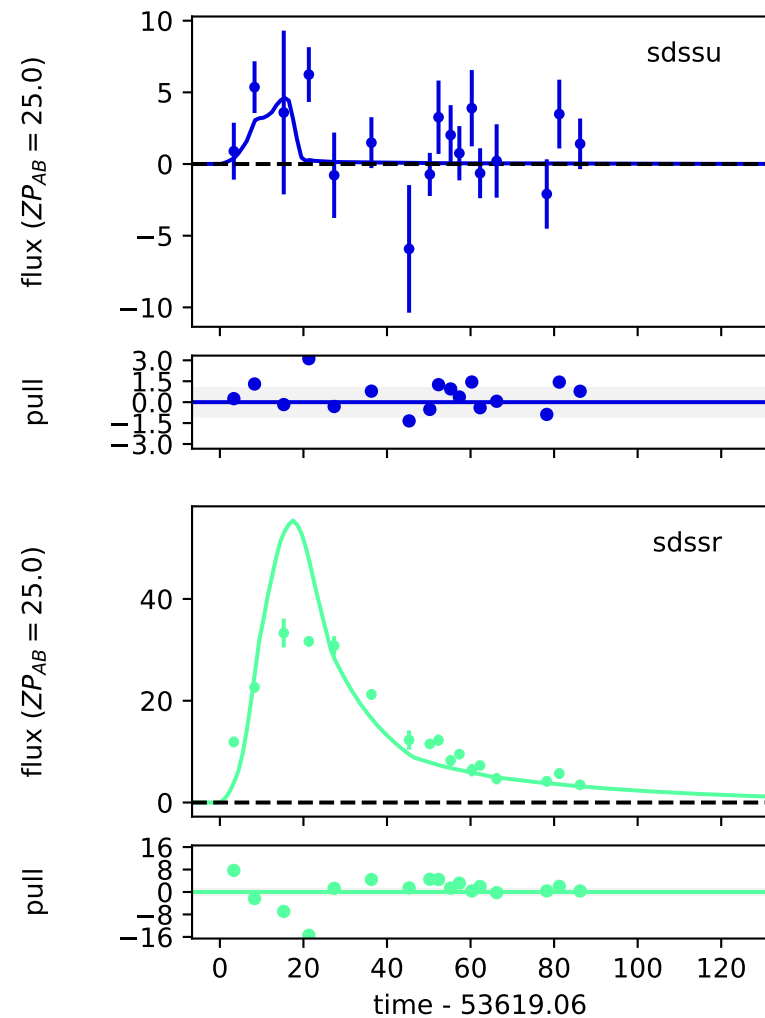 sdssu
flux (ZP_AB = 25.0)
10
5
0
−5
−10
pull
3.0
1.5
0.0
−1.5
−3.0
sdssr
flux (ZP_AB = 25.0)
40
20
0
pull
16
8
0
−8
−16
0 20 40 60 80 100 120
time - 53619.06